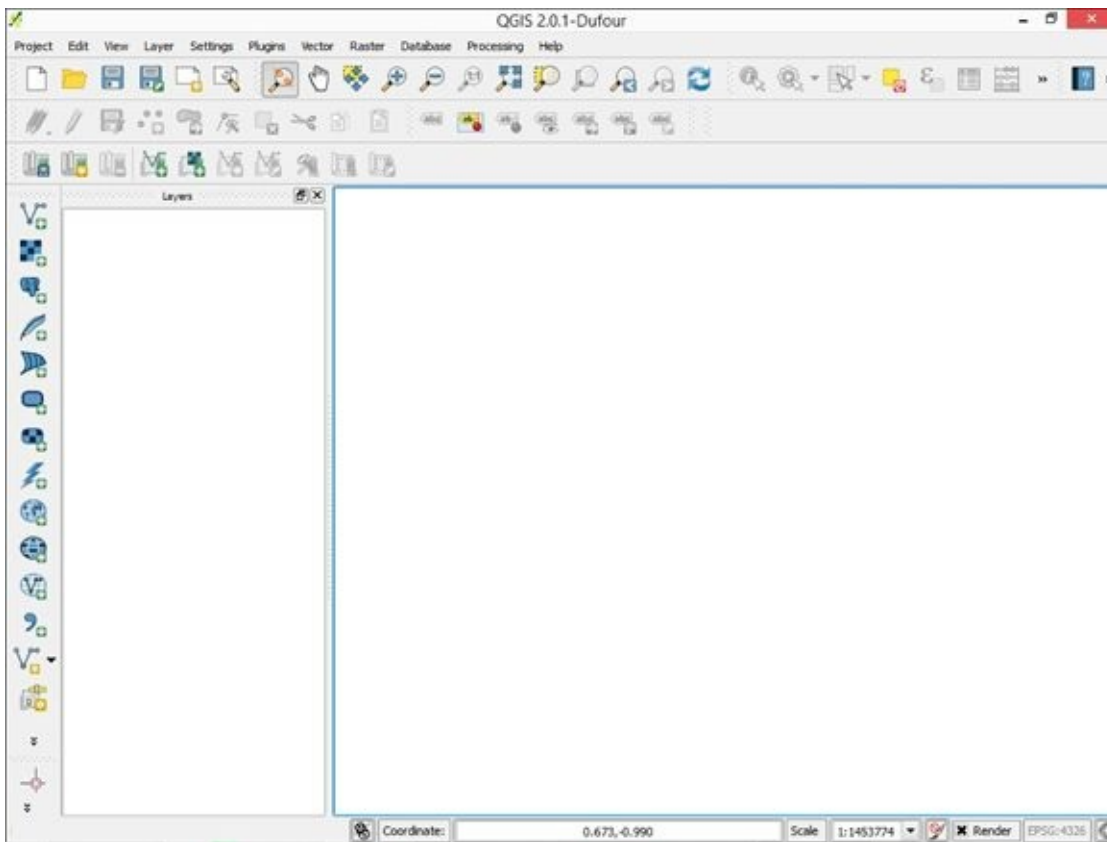 QGIS 2.0.1-Dufour
Project Edit View Layer Settings Plugins Vector Raster Database Processing Help
Layers
Coordinate: 0.673,-0.990 Scale 1:1453774 Render EPSG:4326